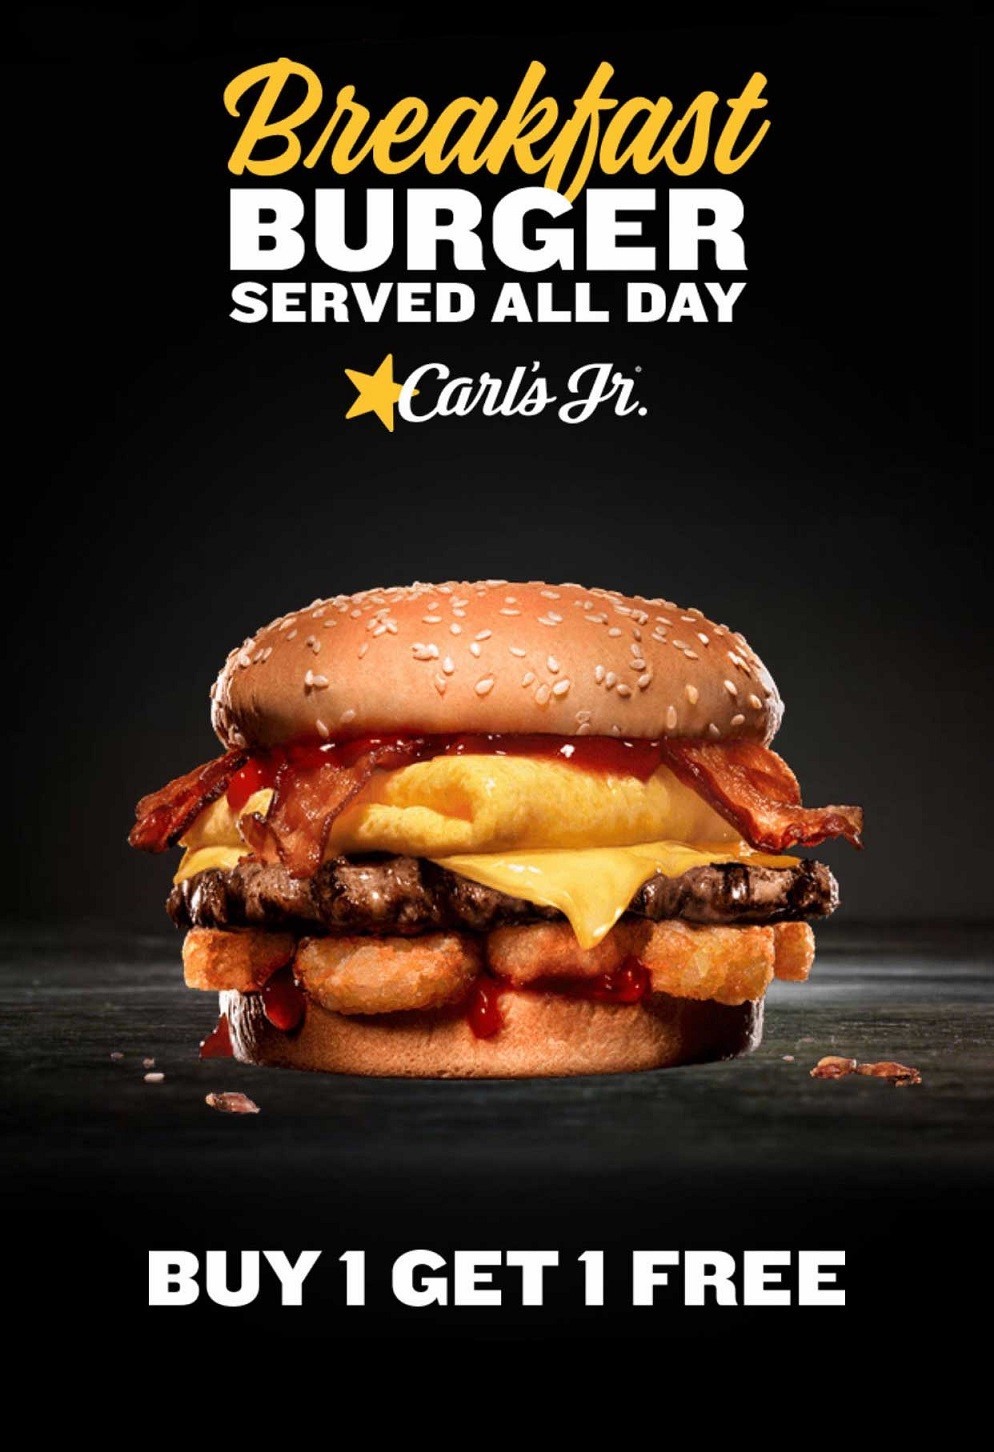 Breakfast
BURGER
SERVED ALL DAY
Carl's Jr.
BUY 1 GET 1 FREE